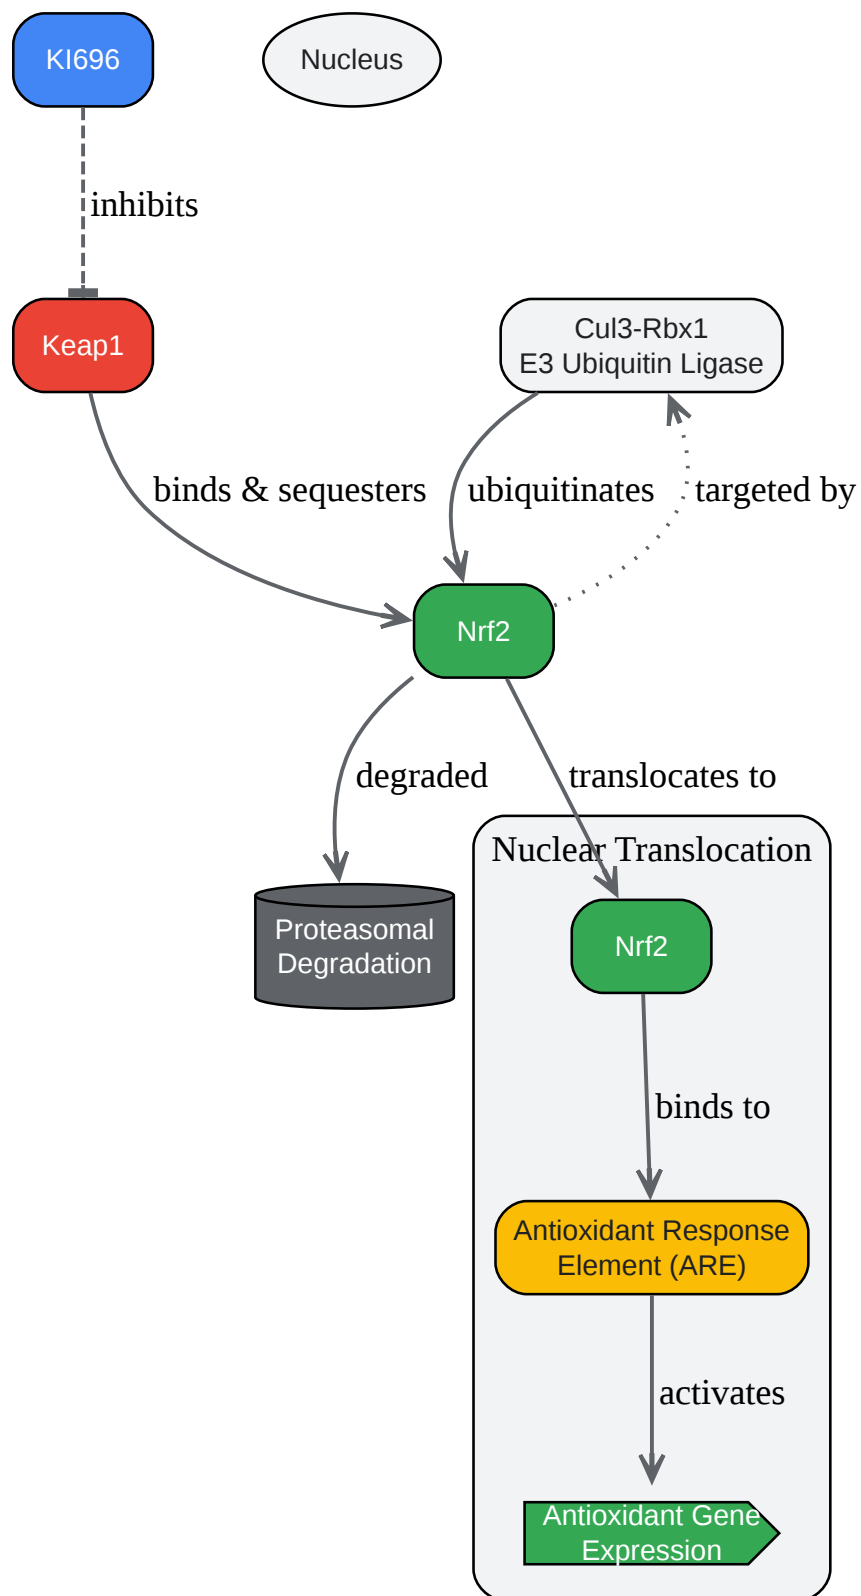 KI696
Nucleus
inhibits
Keap1
Cul3-Rbx1
E3 Ubiquitin Ligase
binds & sequesters
ubiquitinates
targeted by
Nrf2
degraded
translocates to
Nuclear Translocation
Proteasomal
Degradation
Nrf2
binds to
Antioxidant Response
Element (ARE)
activates
Antioxidant Gene
Expression